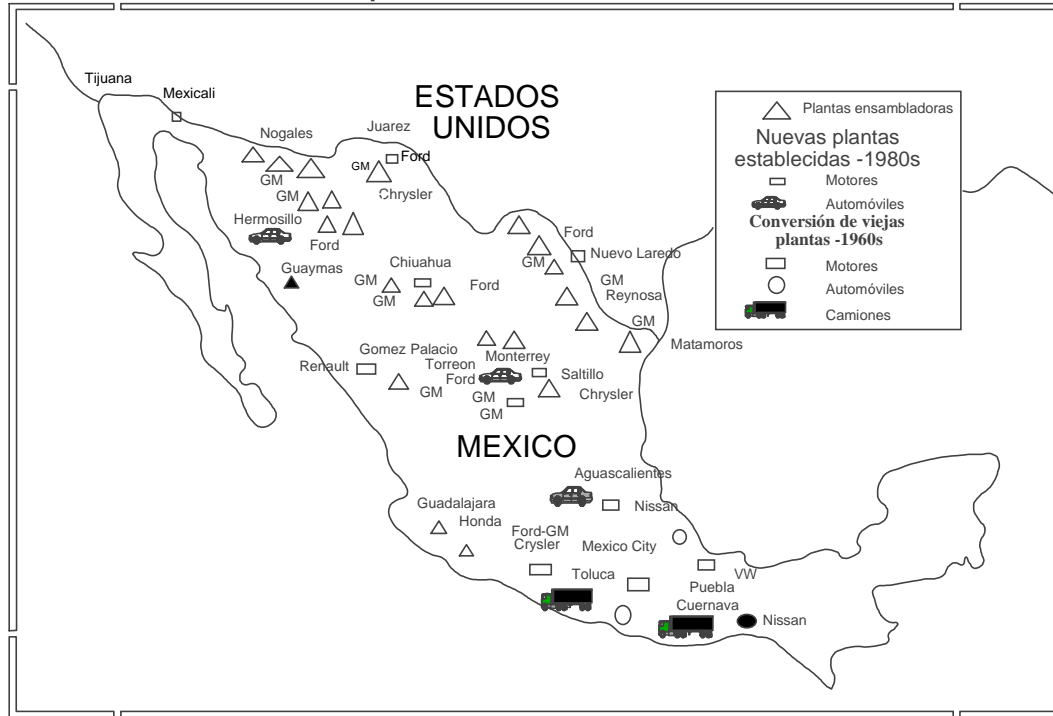 Tijuana
Mexicali
ESTADOS
UNIDOS
Nogales
Juarez
GM
Ford
GM
Chrysler
GM
Hermosillo
Ford
Guaymas
Chiuahua
GM
GM
Ford
Ford
GM
Nuevo Laredo
GM
Reynosa
GM
Matamoros
Gomez Palacio
Renault
Torreon
Monterrey
Ford
Saltillo
GM
GM
Chrysler
GM
MEXICO
Aguascalientes
Nissan
Guadalajara
Honda
Ford-GM
Crysler
Mexico City
Toluca
VW
Puebla
Cuernava
Nissan
Plantas ensambladoras
Nuevas plantas
establecidas -1980s
Motores
Automóviles
Conversión de viejas
plantas -1960s
Motores
Automóviles
Camiones